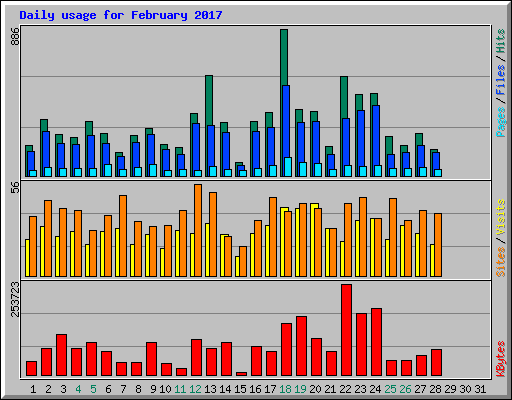 Daily usage for February 2017
886
56
253723
Pages / Files / Hits
Sites / Visits
KBytes
1 2 3 4 5 6 7 8 9 10 11 12 13 14 15 16 17 18 19 20 21 22 23 24 25 26 27 28 29 30 31